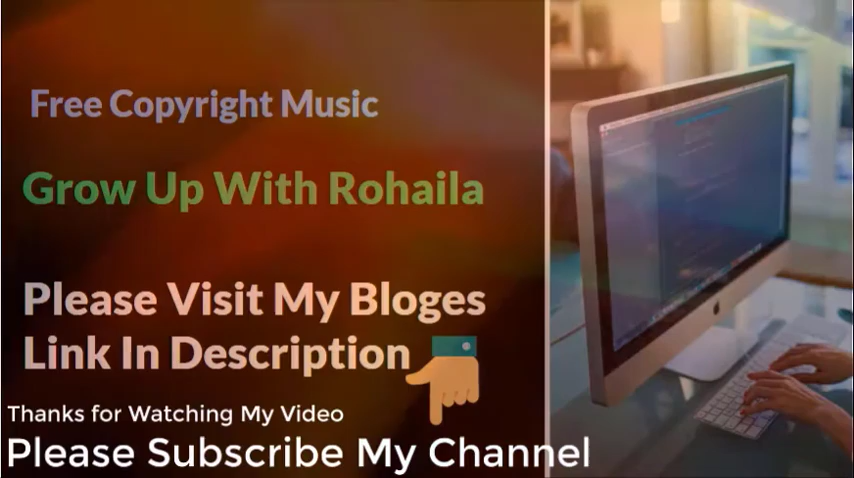 Free Copyright Music
Grow Up With Rohaila
Please Visit My Bloges
Link In Description
Thanks for Watching My Video
Please Subscribe My Channel